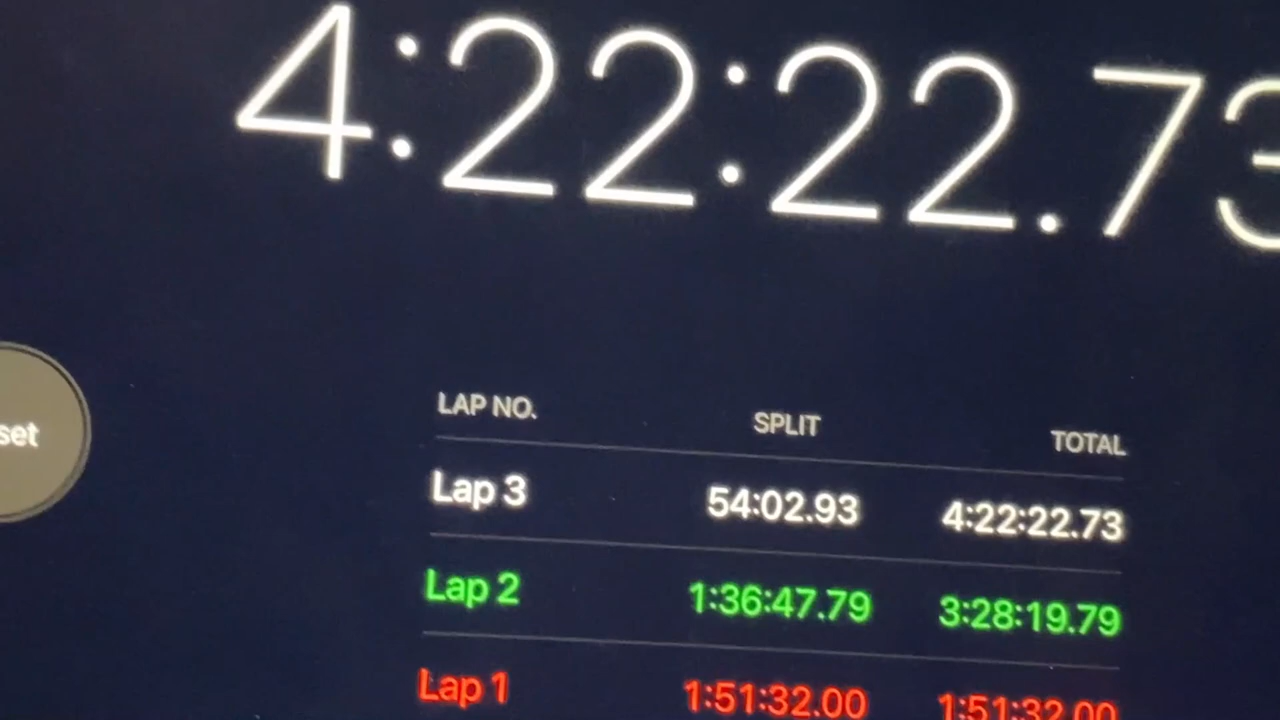 4:22:22.73
set
LAP NO. SPLIT TOTAL
Lap 3 54:02.93 4:22:22.73
Lap 2 1:36:47.79 3:28:19.79
Lap 1 1:51:32.00 1:51:32.00